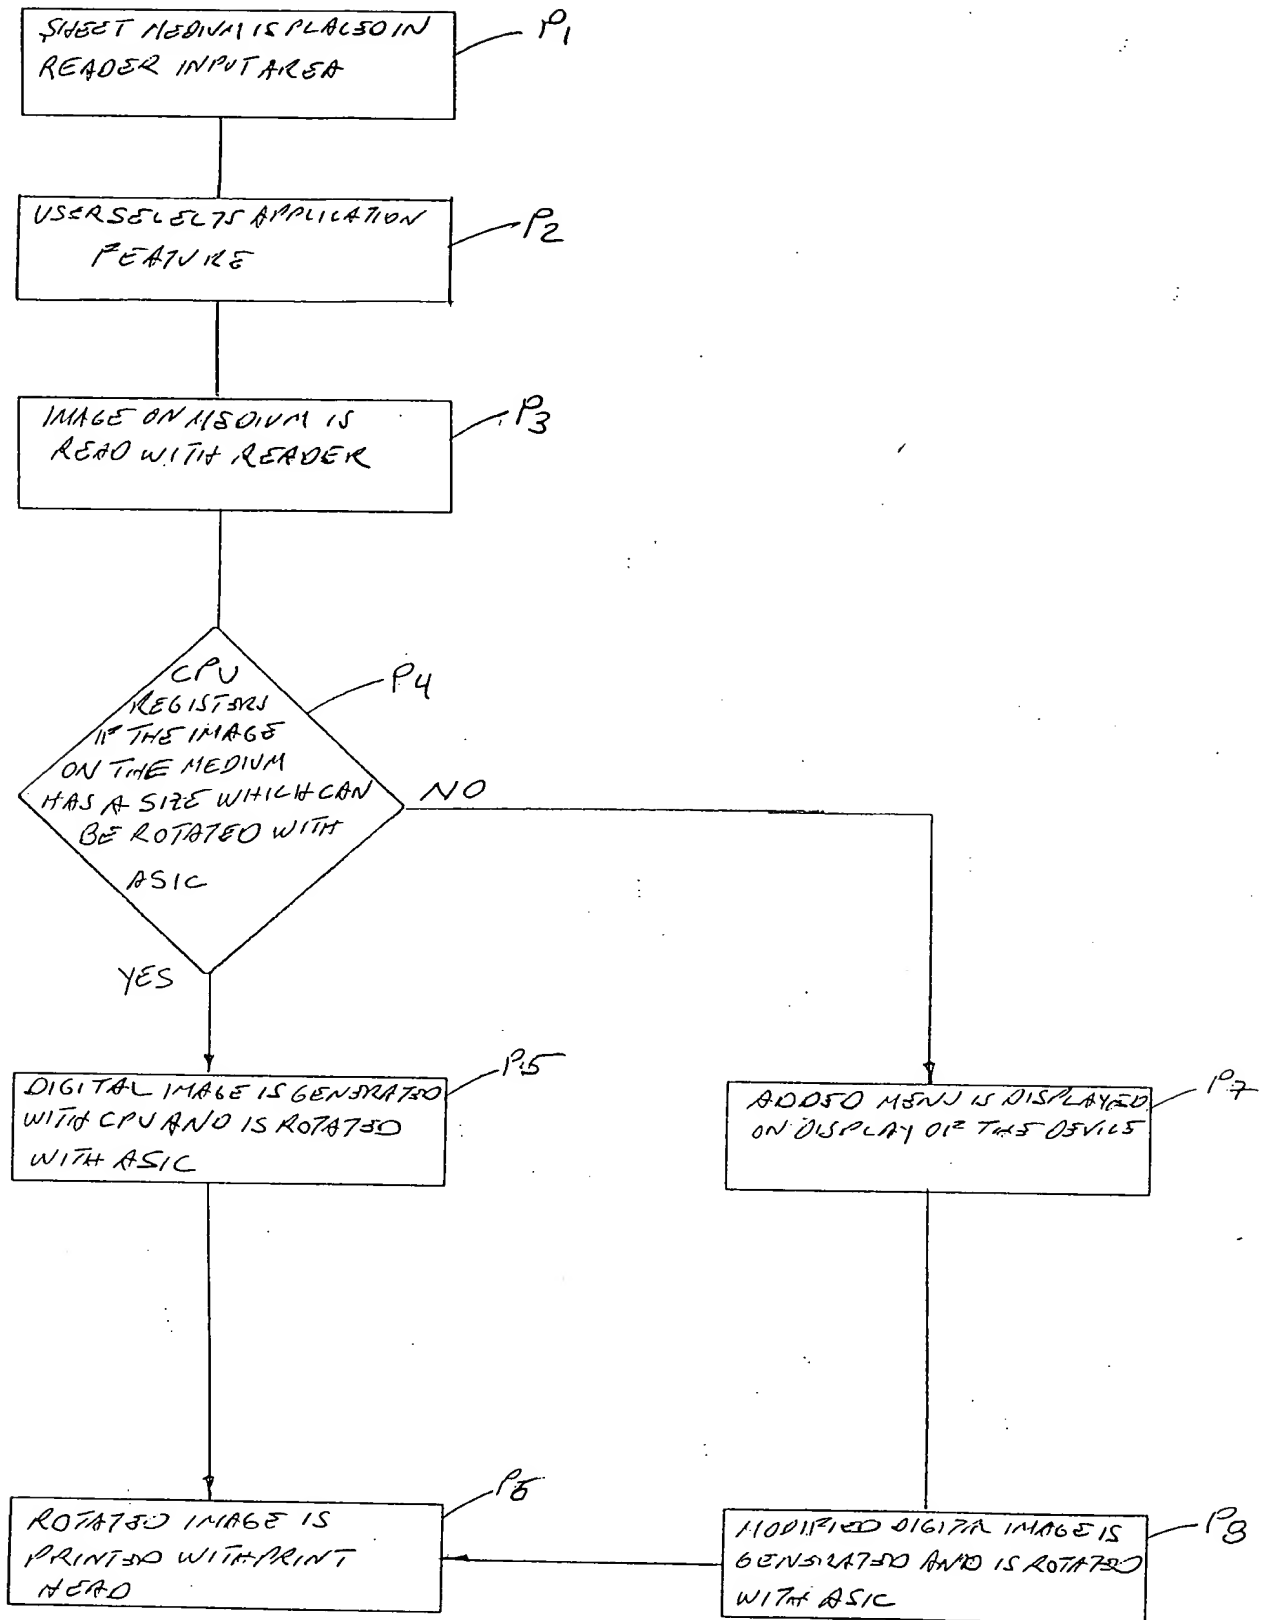 SHEET MEDIUM IS PLACED IN
READER INPUT AREA
P1
USER SELECTS APPLICATION
FEATURE
P2
IMAGE ON MEDIUM IS
READ WITH READER
P3
CPU
REGISTERS
IF THE IMAGE
ON THE MEDIUM
HAS A SIZE WHICH CAN
BE ROTATED WITH
ASIC
P4
NO
YES
DIGITAL IMAGE IS GENERATED
WITH CPU AND IS ROTATED
WITH ASIC
P5
ADDED MENU IS DISPLAYED
ON DISPLAY OF THE DEVICE
P7
ROTATED IMAGE IS
PRINTED WITH PRINT
HEAD
P6
MODIFIED DIGITAL IMAGE IS
GENERATED AND IS ROTATED
WITH ASIC
P8